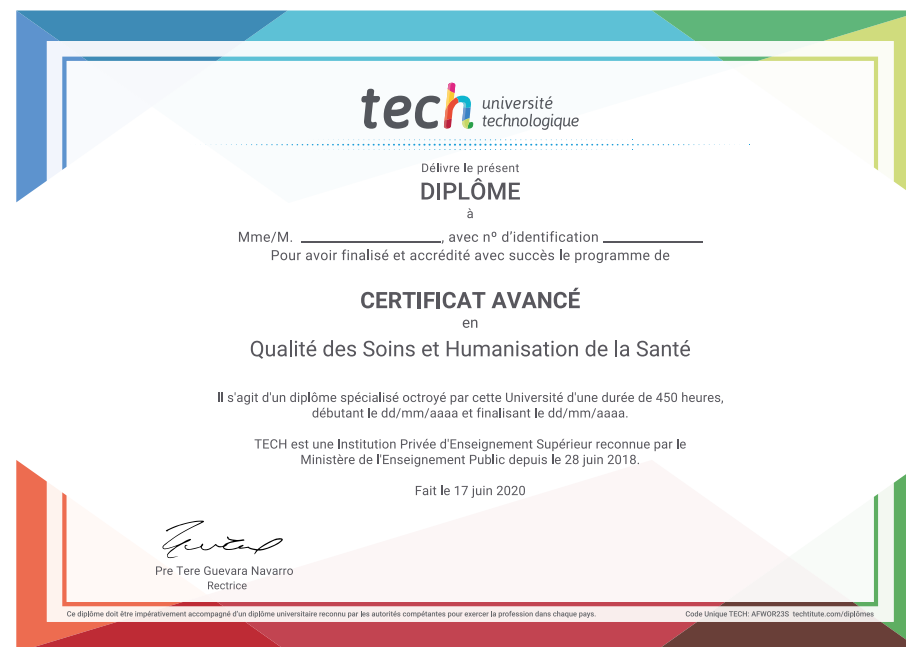 tech université
technologique
Délivre le présent
DIPLÔME
à
Mme/M. ____________________, avec nº d'identification ______________
Pour avoir finalisé et accrédité avec succès le programme de
CERTIFICAT AVANCÉ
en
Qualité des Soins et Humanisation de la Santé
Il s'agit d'un diplôme spécialisé octroyé par cette Université d'une durée de 450 heures,
débutant le dd/mm/aaaa et finalisant le dd/mm/aaaa.
TECH est une Institution Privée d'Enseignement Supérieur reconnue par le
Ministère de l'Enseignement Public depuis le 28 juin 2018.
Fait le 17 juin 2020
Pre Tere Guevara Navarro
Rectrice
Ce diplôme doit être impérativement accompagné d'un diplôme universitaire reconnu par les autorités compétantes pour exercer la profession dans chaque pays.
Code Unique TECH: AFWOR23S techtitute.com/diplômes